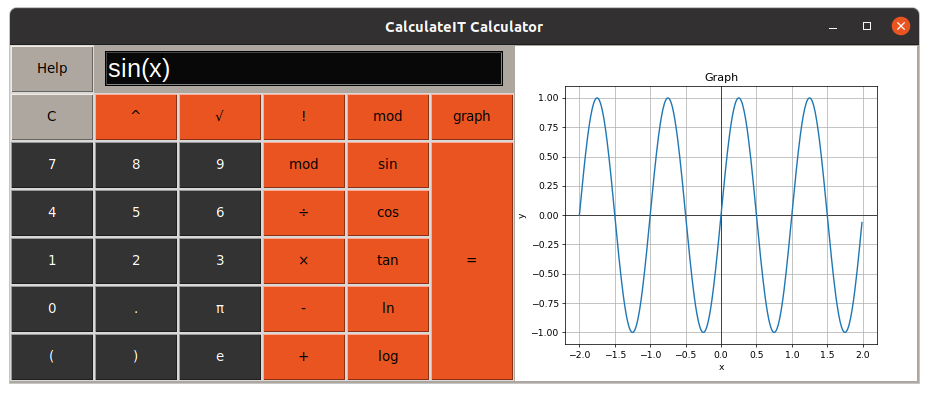 CalculateIT Calculator
Help sin(x)
C ^ √ ! mod graph
7 8 9 mod sin
4 5 6 ÷ cos
1 2 3 × tan =
0 . π - ln
( ) e + log
Graph
1.00
0.75
0.50
0.25
0.00
−0.25
−0.50
−0.75
−1.00
y
−2.0 −1.5 −1.0 −0.5 0.0 0.5 1.0 1.5 2.0
x